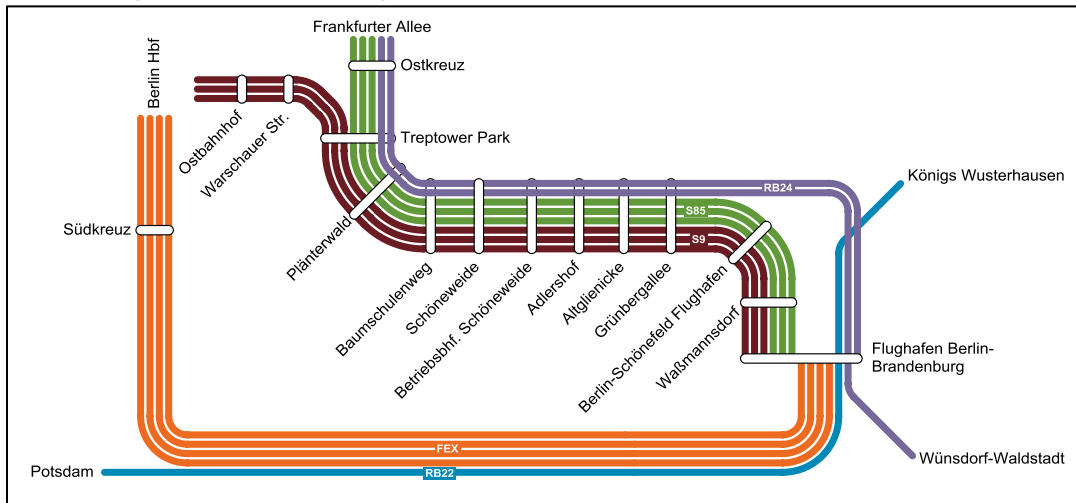 Frankfurter Allee
Berlin Hbf
Ostkreuz
Ostbahnhof
Warschauer Str.
Treptower Park
Königs Wusterhausen
RB24
S85
S9
Südkreuz
Plänterwald
Baumschulenweg
Schöneweide
Betriebsbhf. Schöneweide
Adlershof
Altglienicke
Grünbergallee
Berlin-Schönefeld Flughafen
Waßmannsdorf
Flughafen Berlin-
Brandenburg
FEX
Potsdam
RB22
Wünsdorf-Waldstadt